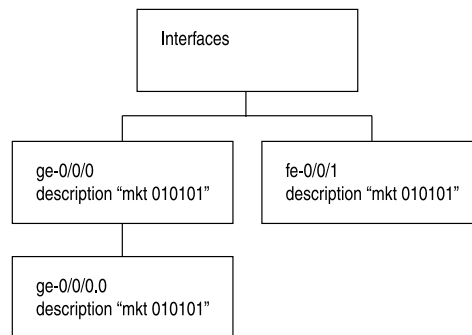 Interfaces
ge-0/0/0
description “mkt 010101”
fe-0/0/1
description “mkt 010101”
ge-0/0/0.0
description “mkt 010101”